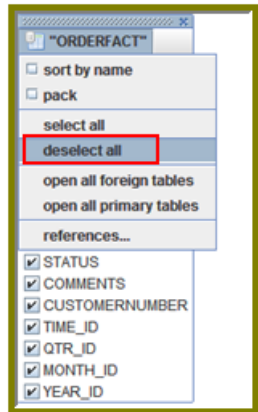 "ORDERFACT"
sort by name
pack
select all
deselect all
open all foreign tables
open all primary tables
references...
STATUS
COMMENTS
CUSTOMERNUMBER
TIME_ID
QTR_ID
MONTH_ID
YEAR_ID